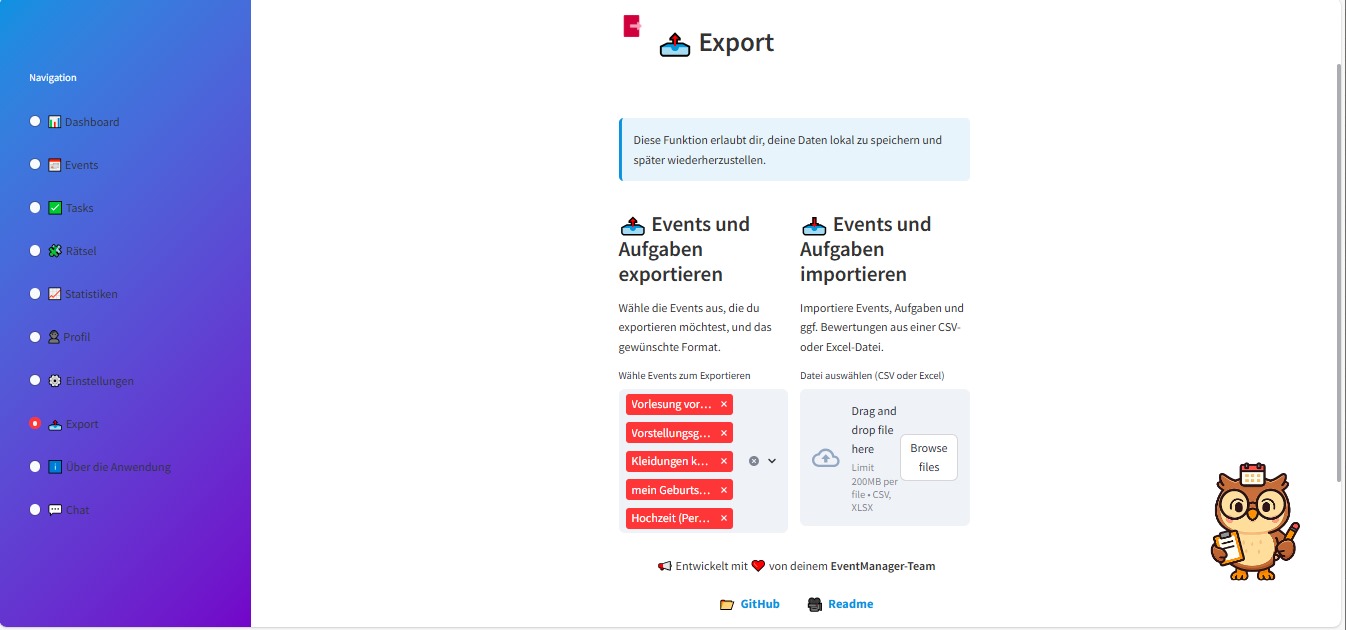 Navigation
Dashboard
Events
Tasks
Rätsel
Statistiken
Profil
Einstellungen
Export
Über die Anwendung
Chat
Export
Diese Funktion erlaubt dir, deine Daten lokal zu speichern und
später wiederherzustellen.
Events und
Aufgaben
exportieren
Wähle die Events aus, die du
exportieren möchtest, und das
gewünschte Format.
Wähle Events zum Exportieren
Vorlesung vor...
Vorstellungsg...
Kleidungen k...
mein Geburts...
Hochzeit (Per...
Events und
Aufgaben
importieren
Importiere Events, Aufgaben und
ggf. Bewertungen aus einer CSV-
oder Excel-Datei.
Datei auswählen (CSV oder Excel)
Drag and
drop file
here
Limit
200MB per
file • CSV,
XLSX
Browse
files
Entwickelt mit ❤ von deinem EventManager-Team
GitHub
Readme